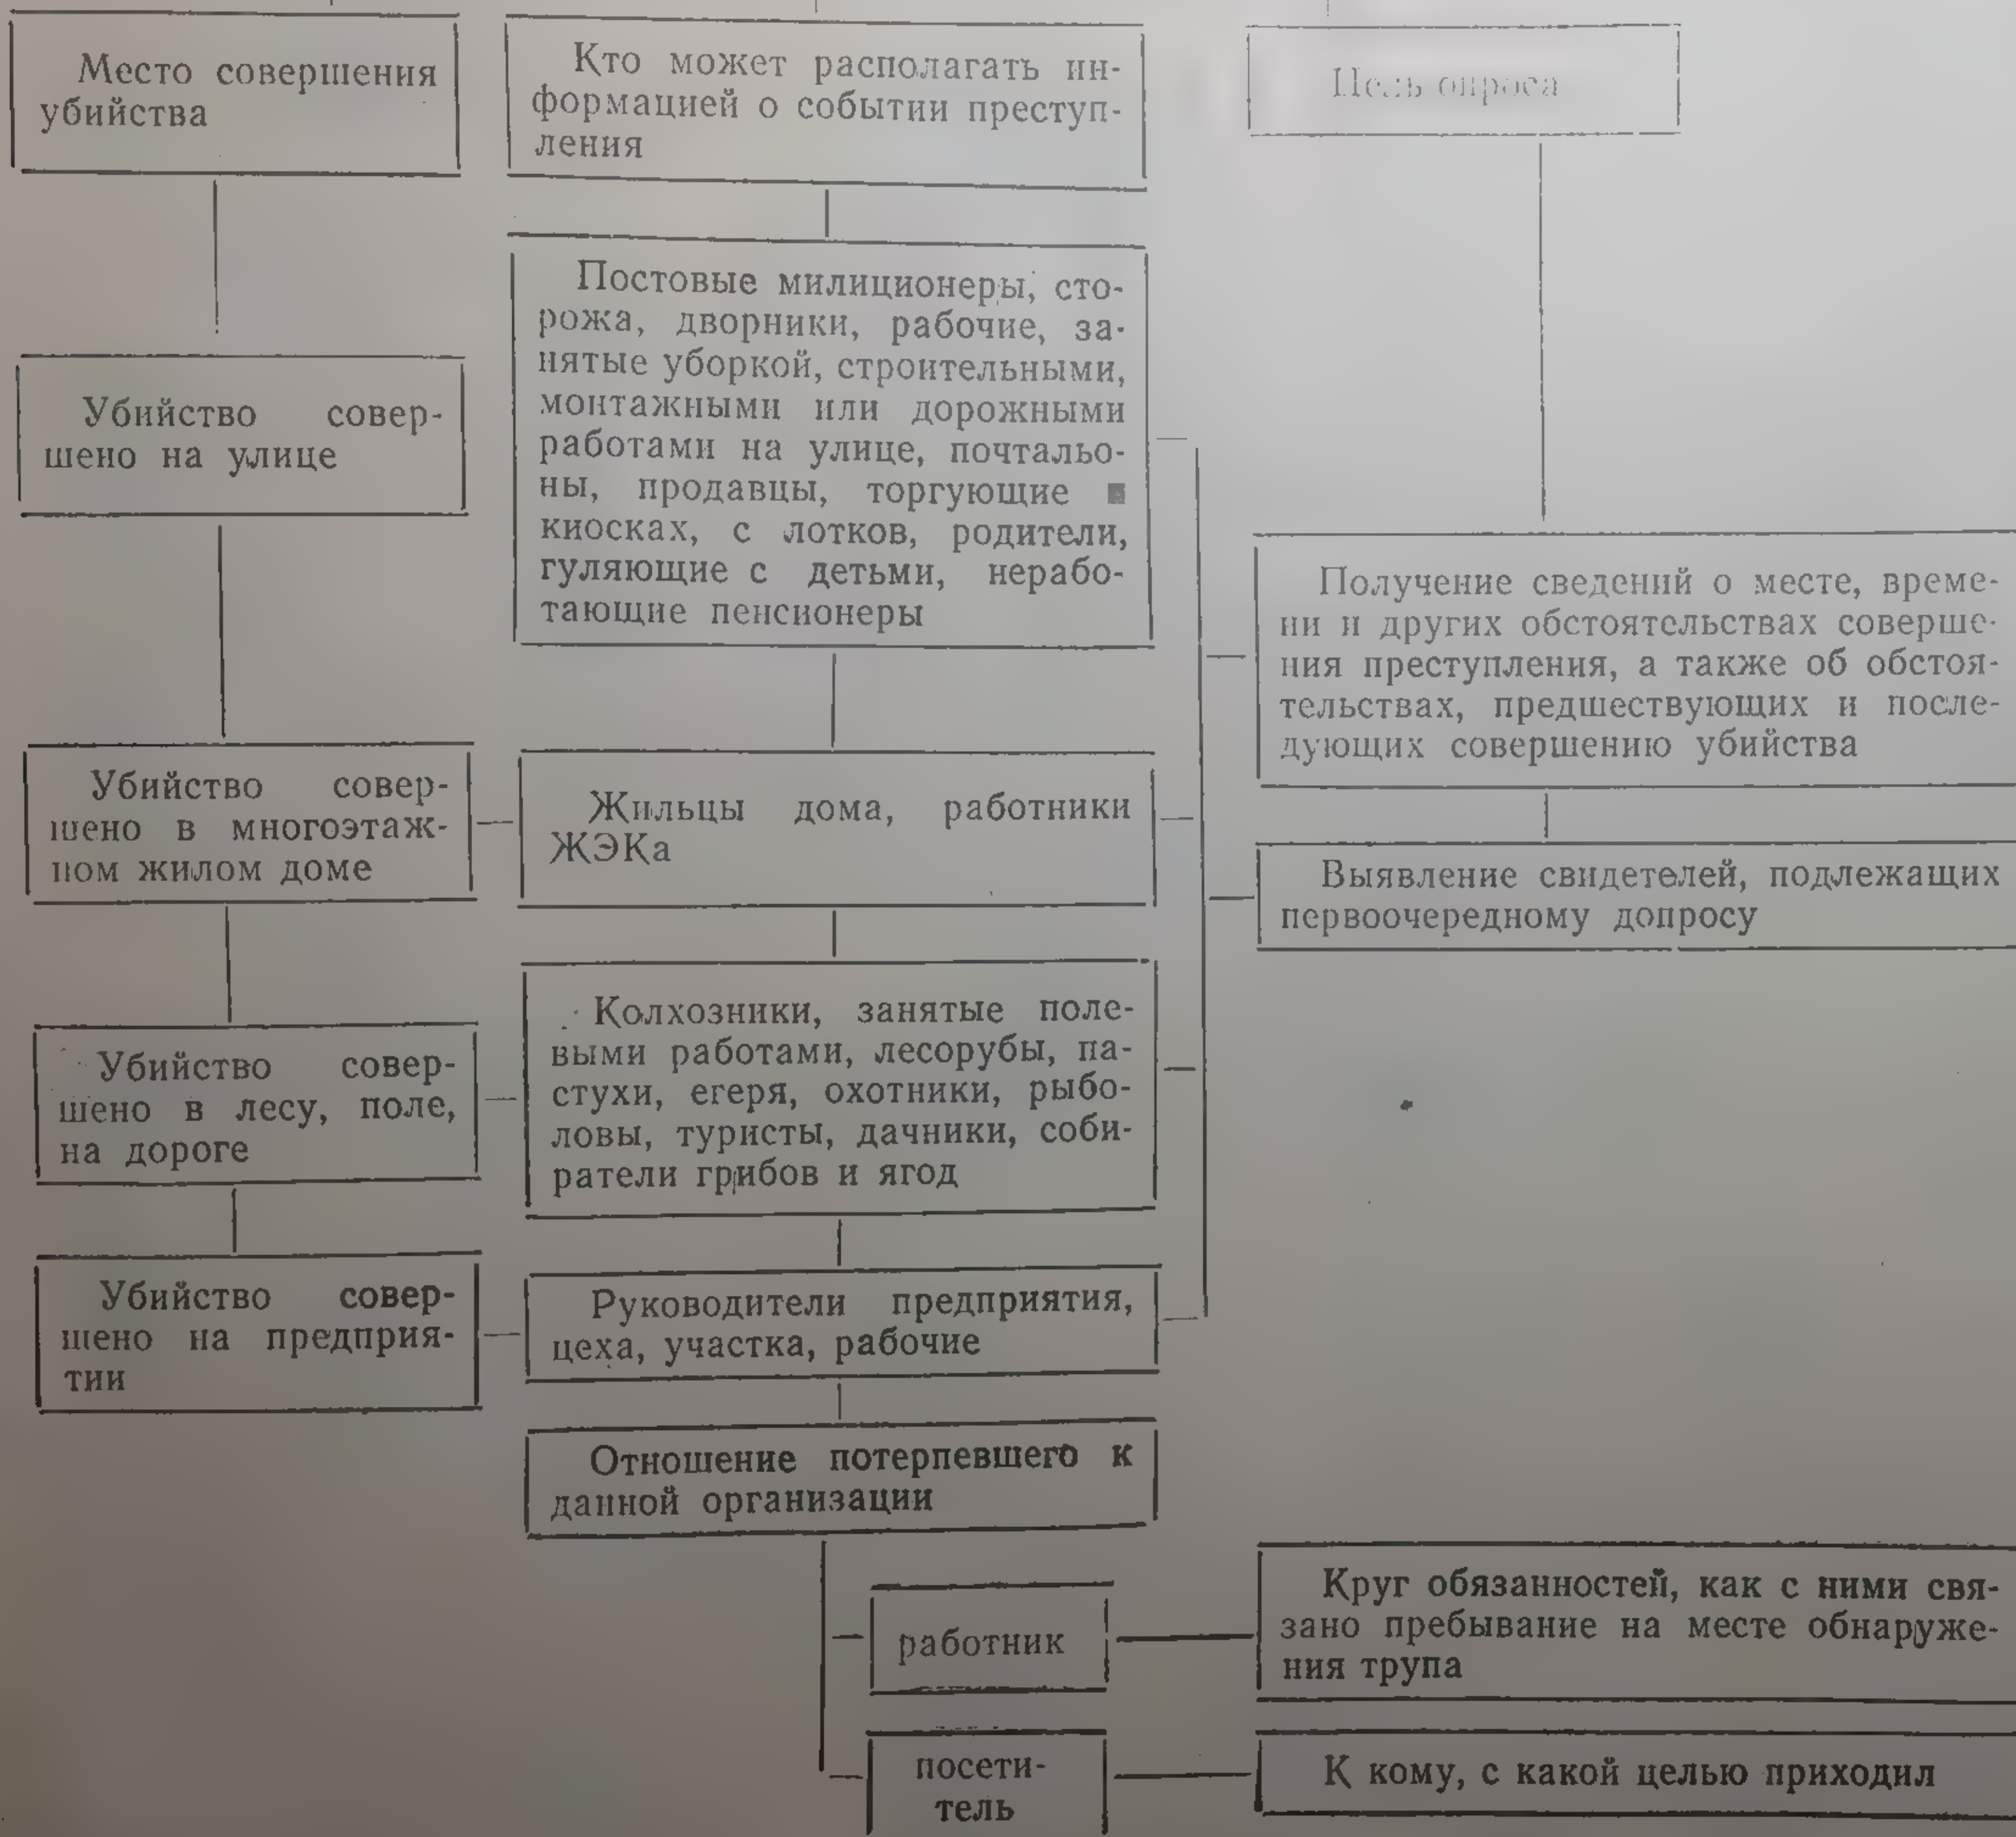 Место совершения
убийства
Кто может располагать ин-
формацией о событии преступ-
ления
Цель опроса
Убийство совер-
шено на улице
Постовые милиционеры, сто-
рожа, дворники, рабочие, за-
нятые уборкой, строительными,
монтажными или дорожными
работами на улице, почтальо-
ны, продавцы, торгующие
киосках, с лотков, родители,
гуляющие с детьми, нерабо-
тающие пенсионеры
Получение сведений о месте, време-
ни и других обстоятельствах соверше-
ния преступления, а также об обстоя-
тельствах, предшествующих и после-
дующих совершению убийства
Убийство совер-
шено в многоэтаж-
ном жилом доме
Жильцы дома, работники
ЖЭКа
Выявление свидетелей, подлежащих
первоочередному допросу
Убийство совер-
шено в лесу, поле,
на дороге
Колхозники, занятые поле-
выми работами, лесорубы, па-
стухи, егеря, охотники, рыбо-
ловы, туристы, дачники, соби-
ратели грибов и ягод
Убийство совер-
шено на предприя-
тии
Руководители предприятия,
цеха, участка, рабочие
Отношение потерпевшего к
данной организации
работник
Круг обязанностей, как с ними свя-
зано пребывание на месте обнаруже-
ния трупа
посети-
тель
К кому, с какой целью приходил